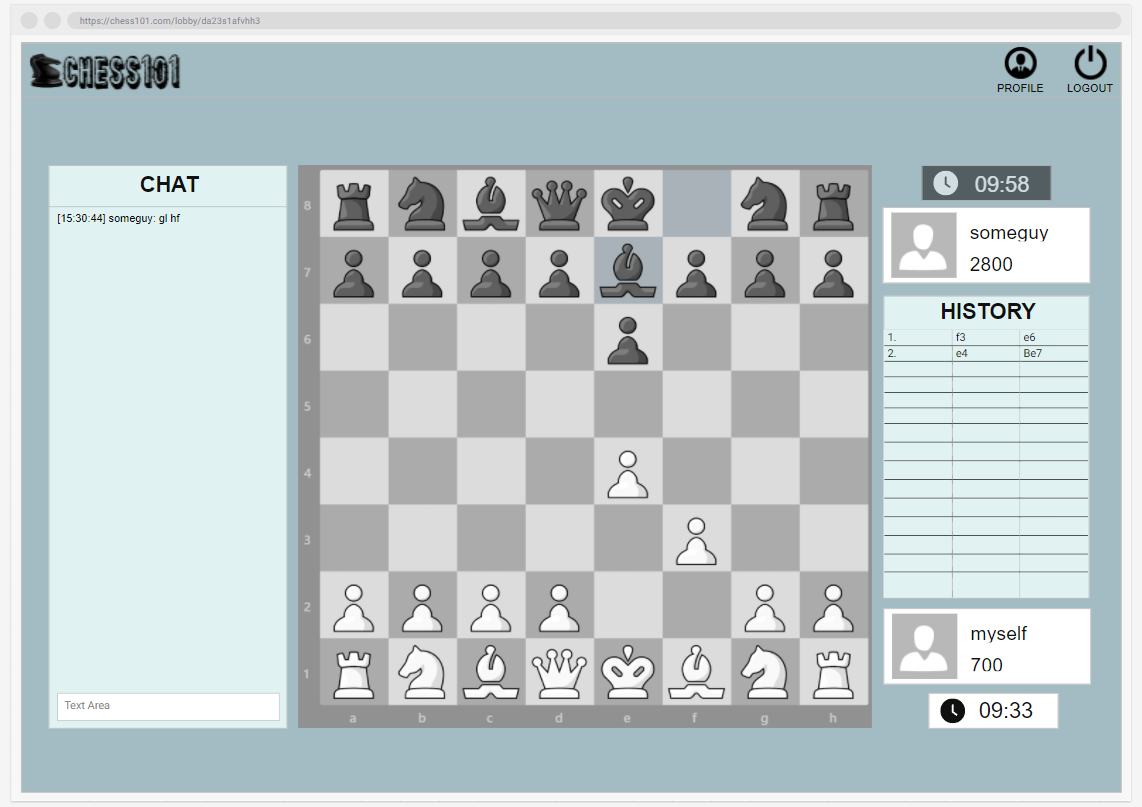 https://chess101.com/lobby/da23s1afvhh3
CHESS101
PROFILE
LOGOUT
CHAT
[15:30:44] someguy: gl hf
Text Area
8
7
6
5
4
3
2
1
a b c d e f g h
09:58
someguy
2800
HISTORY
1. f3 e6
2. e4 Be7
myself
700
09:33